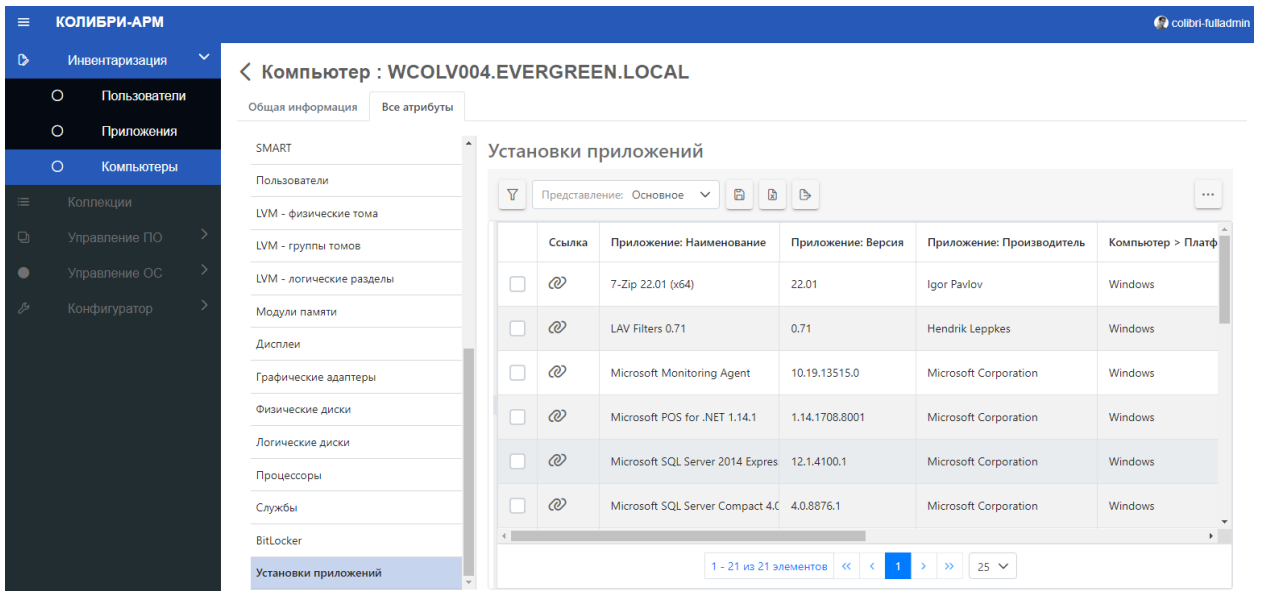 КОЛИБРИ-АРМ
colibri-fulladmin
Инвентаризация
Пользователи
Приложения
Компьютеры
Коллекции
Управление ПО
Управление ОС
Конфигуратор
Компьютер : WCOLV004.EVERGREEN.LOCAL
Общая информация Все атрибуты
SMART
Пользователи
LVM - физические тома
LVM - группы томов
LVM - логические разделы
Модули памяти
Дисплеи
Графические адаптеры
Физические диски
Логические диски
Процессоры
Службы
BitLocker
Установки приложений
Установки приложений
Представление: Основное
Ссылка Приложение: Наименование Приложение: Версия Приложение: Производитель Компьютер > Платф
7-Zip 22.01 (x64) 22.01 Igor Pavlov Windows
LAV Filters 0.71 0.71 Hendrik Leppkes Windows
Microsoft Monitoring Agent 10.19.13515.0 Microsoft Corporation Windows
Microsoft POS for .NET 1.14.1 1.14.1708.8001 Microsoft Corporation Windows
Microsoft SQL Server 2014 Expres 12.1.4100.1 Microsoft Corporation Windows
Microsoft SQL Server Compact 4.0 4.0.8876.1 Microsoft Corporation Windows
1 - 21 из 21 элементов 1 25